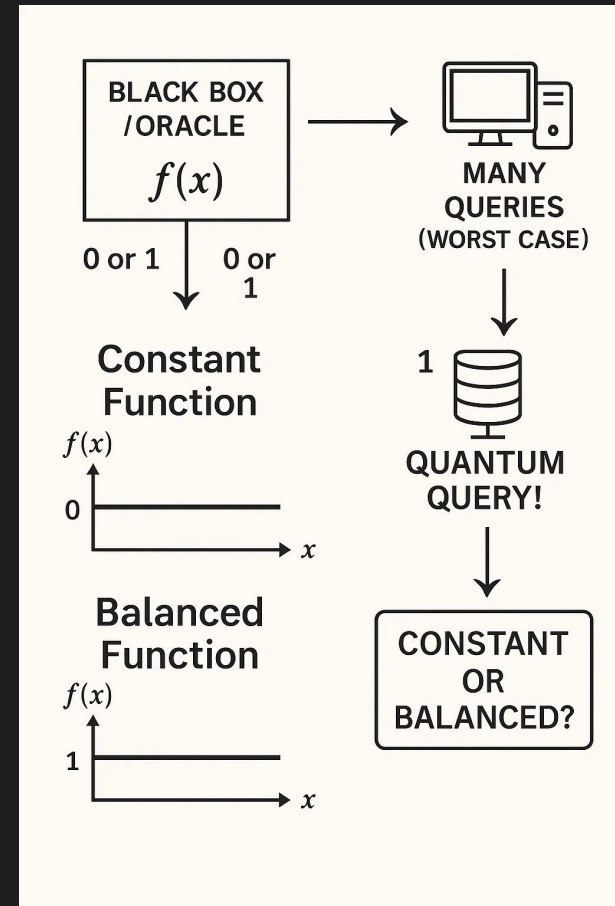 BLACK BOX
/ORACLE
f(x)
0 or 1
0 or
1
Constant
Function
f(x)
0
x
Balanced
Function
f(x)
1
x
MANY
QUERIES
(WORST CASE)
1
QUANTUM
QUERY!
CONSTANT
OR
BALANCED?